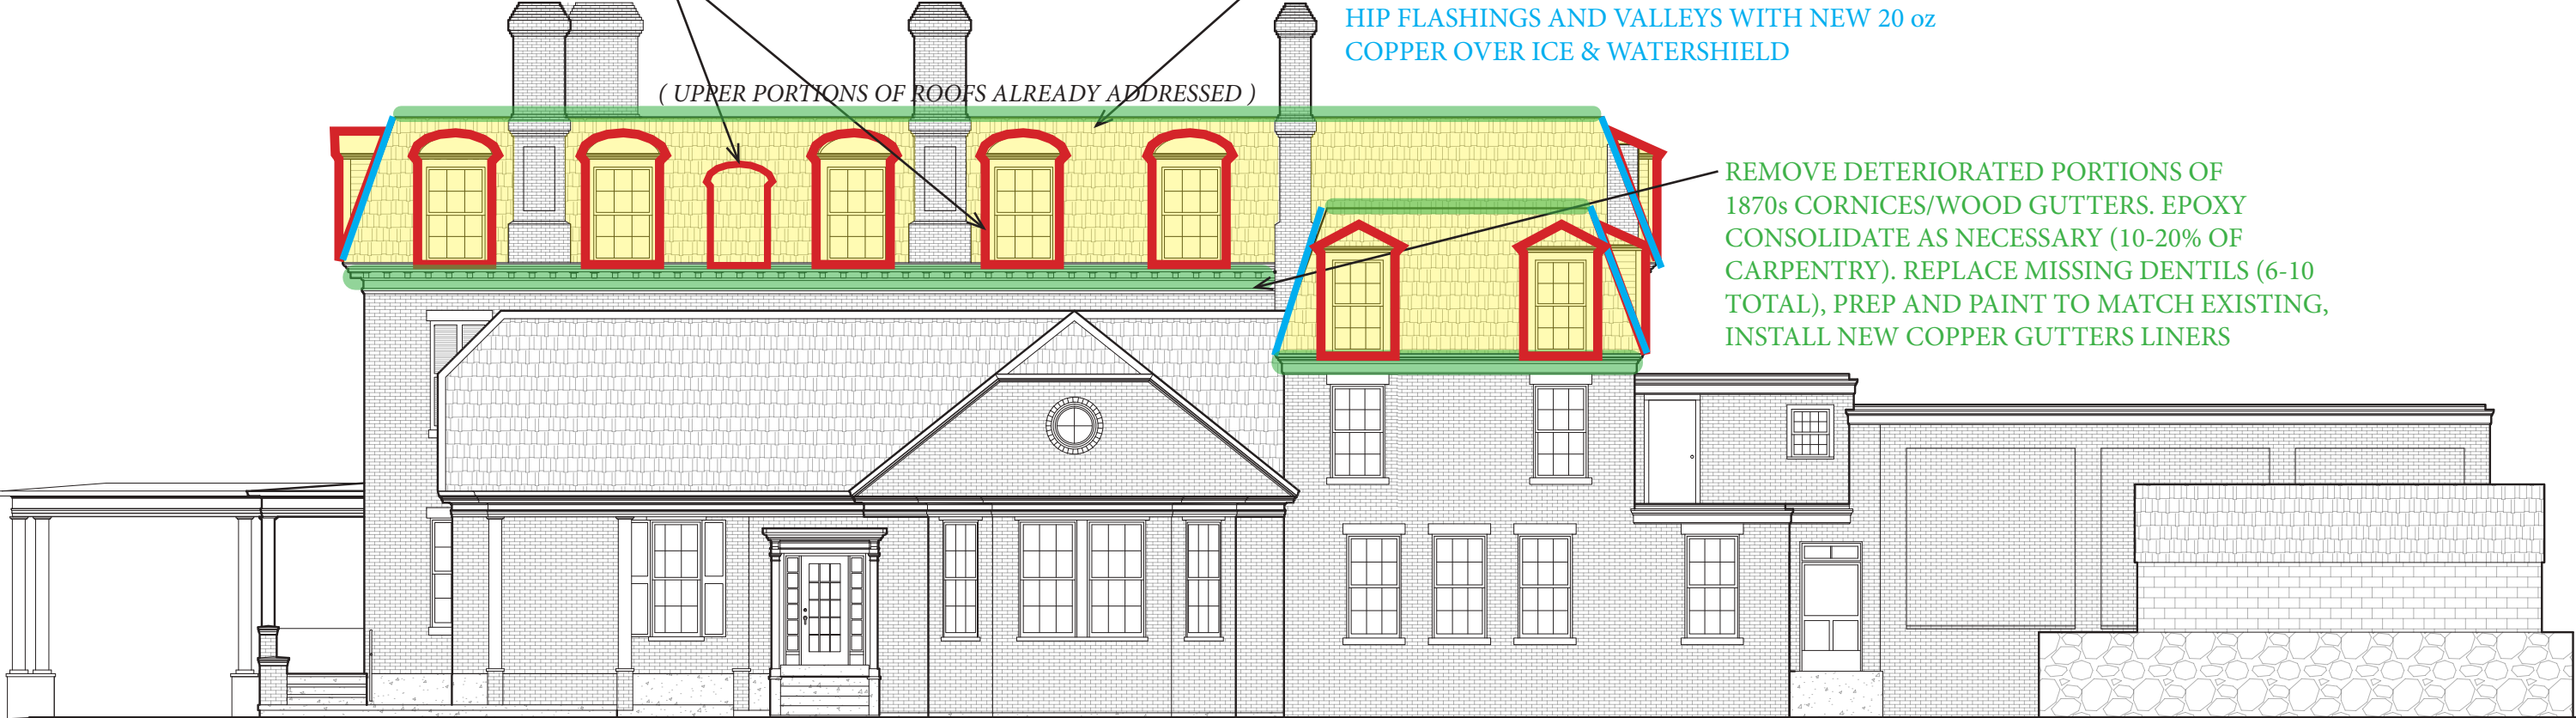 HIP FLASHINGS AND VALLEYS WITH NEW 20 oz
COPPER OVER ICE & WATERSHIELD
( UPPER PORTIONS OF ROOFS ALREADY ADDRESSED )
REMOVE DETERIORATED PORTIONS OF
1870s CORNICES/WOOD GUTTERS. EPOXY
CONSOLIDATE AS NECESSARY (10-20% OF
CARPENTRY). REPLACE MISSING DENTILS (6-10
TOTAL), PREP AND PAINT TO MATCH EXISTING,
INSTALL NEW COPPER GUTTERS LINERS